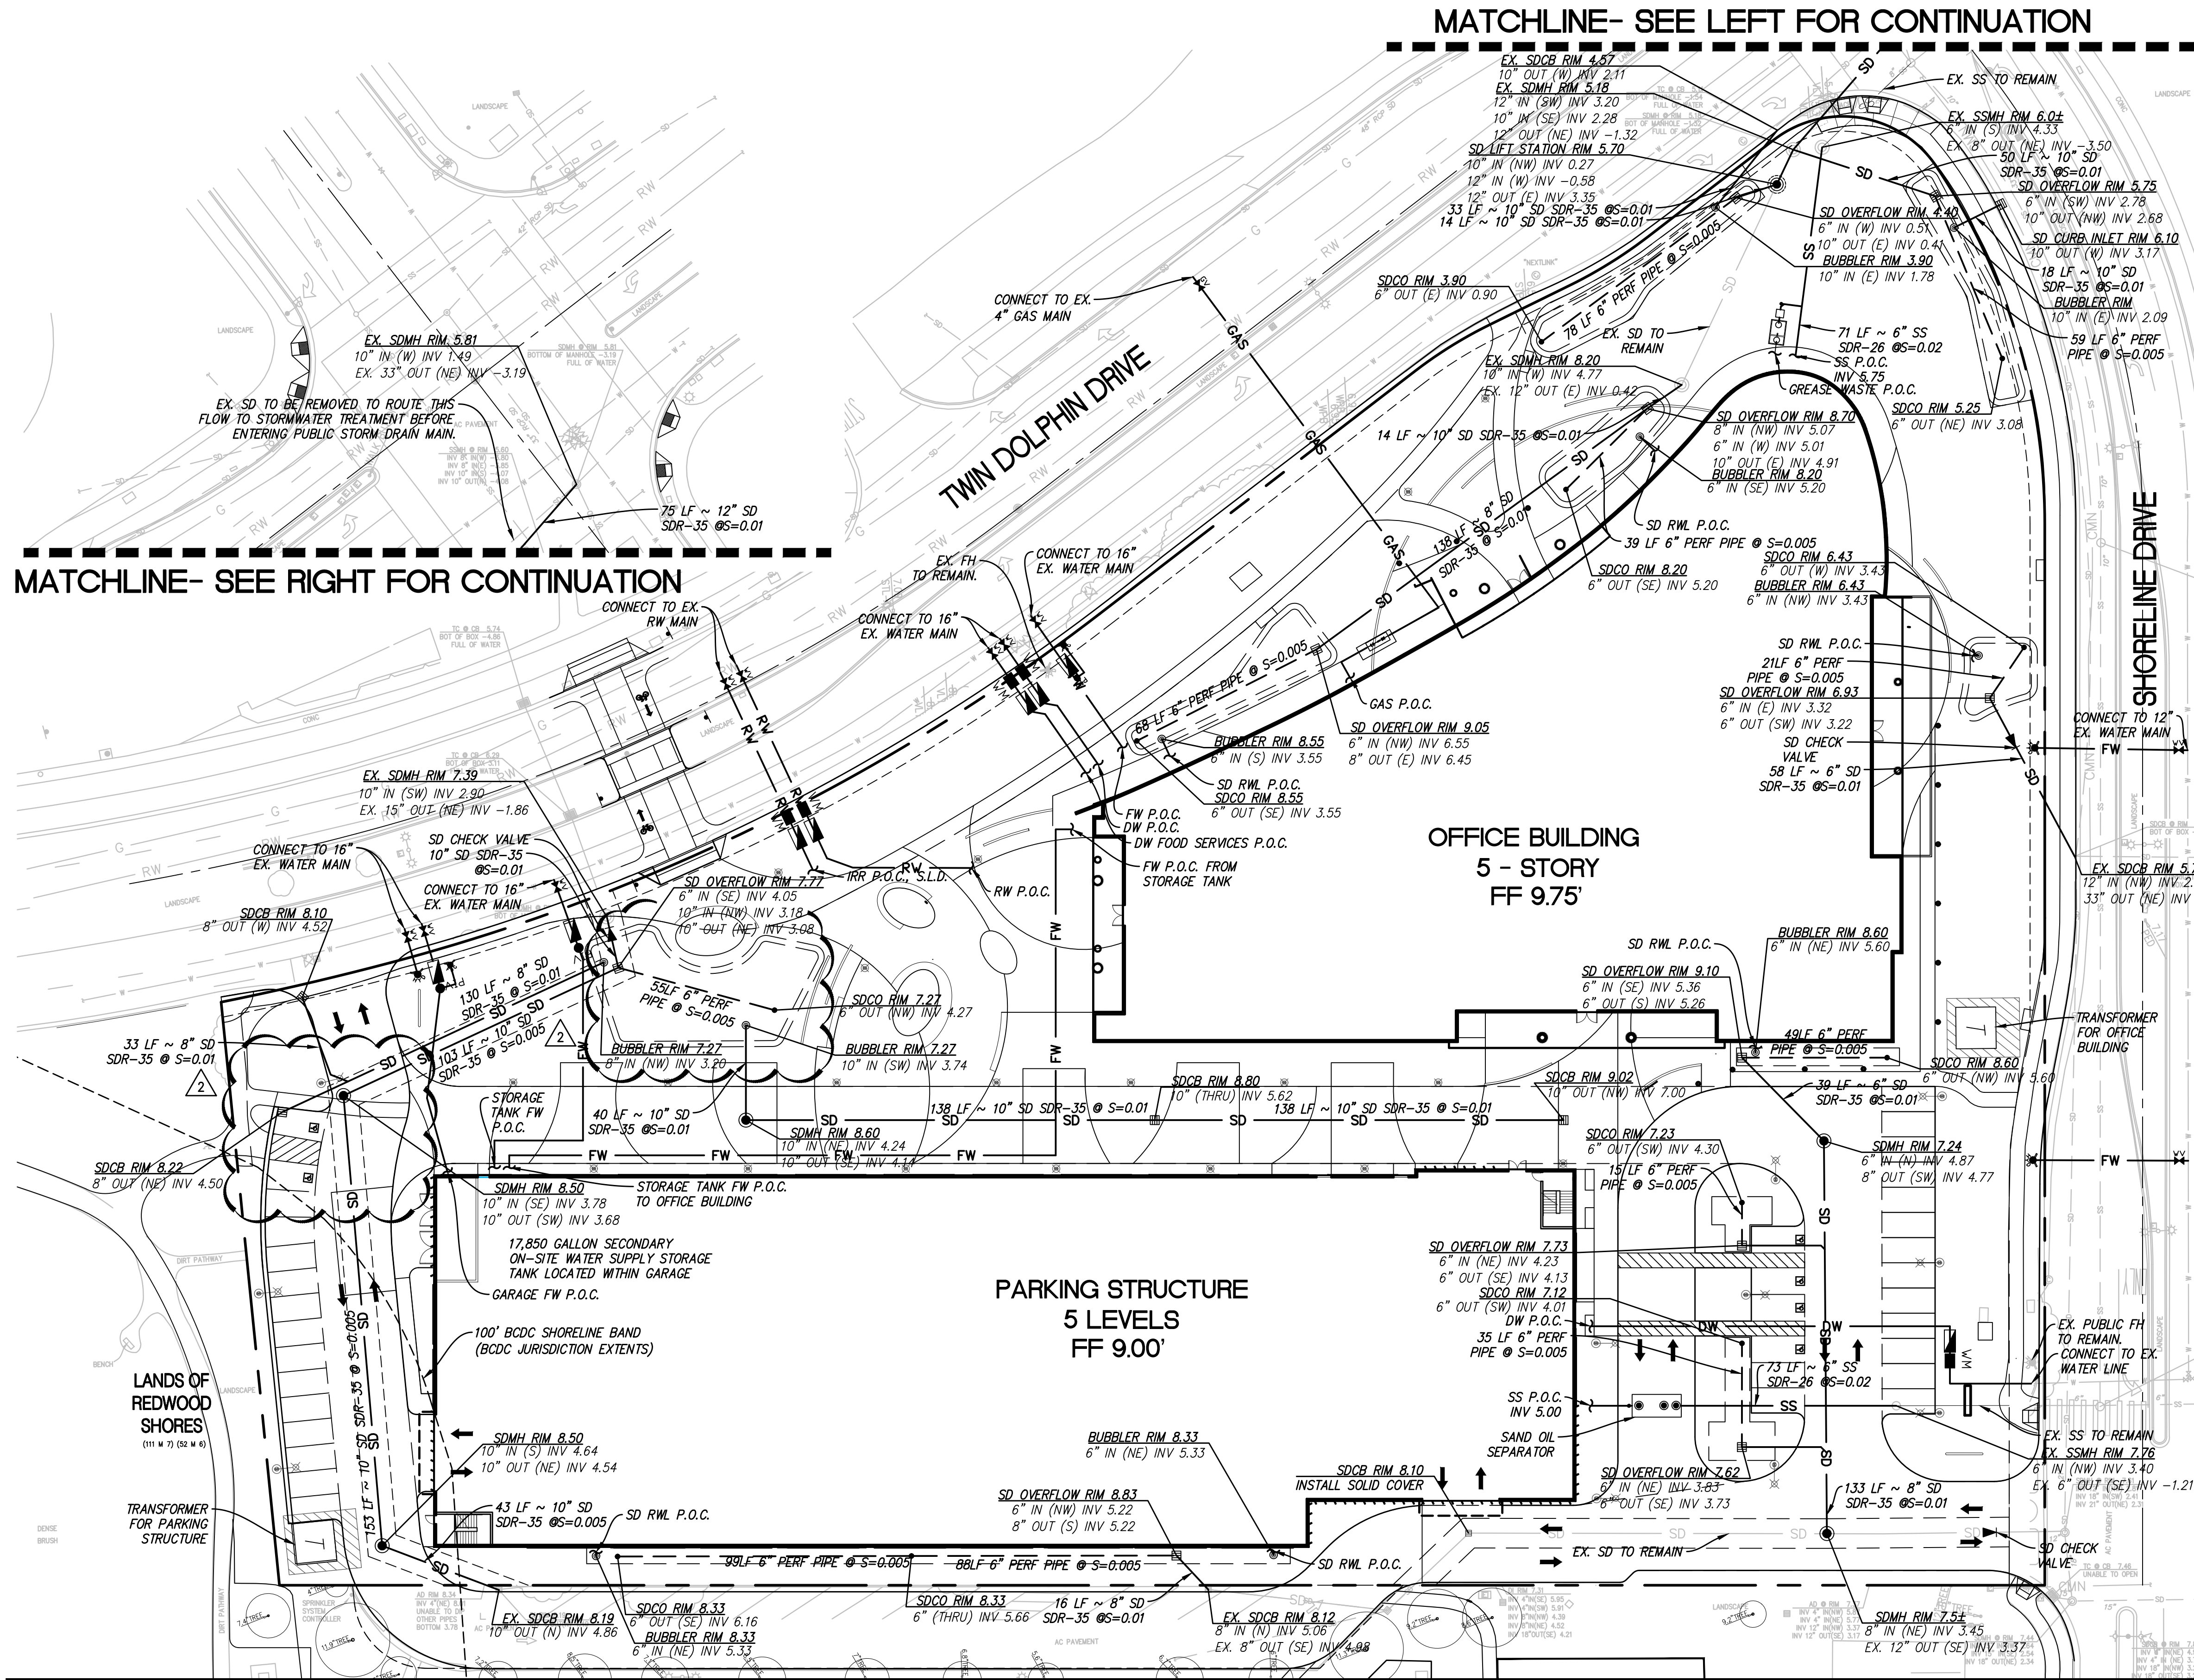 MATCHLINE- SEE LEFT FOR CONTINUATION
EX. SDCB RIM 4.57
10" OUT (W) INV 2.11
EX. SDMH RIM 5.18
12" IN (SW) INV 3.20
10" IN (SE) INV 2.28
12" OUT (NE) INV -1.32
SD LIFT STATION RIM 5.70
10" IN (NW) INV 0.27
12" IN (W) INV -0.58
12" OUT (E) INV 3.35
33 LF ~ 10" SD SDR-35 @S=0.01
14 LF ~ 10" SD SDR-35 @S=0.01
EX. SS TO REMAIN
EX. SSMH RIM 6.0±
6" IN (S) INV 4.33
EX. 8" OUT (NE) INV -3.50
50 LF ~ 10" SD
SDR-35 @S=0.01
SD OVERFLOW RIM 5.75
6" IN (SW) INV 2.78
10" OUT (NW) INV 2.68
SD CURB INLET RIM 6.10
10" OUT (W) INV 3.17
18 LF ~ 10" SD
SDR-35 @S=0.01
BUBBLER RIM
10" IN (E) INV 2.09
59 LF 6" PERF
PIPE @ S=0.005
SD OVERFLOW RIM 4.40
6" IN (W) INV 0.51
10" OUT (E) INV 0.41
BUBBLER RIM 3.90
10" IN (E) INV 1.78
71 LF ~ 6" SS
SDR-26 @S=0.02
SS P.O.C.
INV 5.75
GREASE WASTE P.O.C.
SDCO RIM 5.25
6" OUT (NE) INV 3.08
SDCO RIM 3.90
6" OUT (E) INV 0.90
78 LF 6" PERF PIPE @ S=0.005
EX. SD TO
REMAIN
"NEXTLINK"
EX. SDMH RIM 8.20
10" IN (W) INV 4.77
EX. 12" OUT (E) INV 0.42
14 LF ~ 10" SD SDR-35 @S=0.01
SD OVERFLOW RIM 8.70
8" IN (NW) INV 5.07
6" IN (W) INV 5.01
10" OUT (E) INV 4.91
BUBBLER RIM 8.20
6" IN (SE) INV 5.20
SD RWL P.O.C.
39 LF 6" PERF PIPE @ S=0.005
SDCO RIM 8.20
6" OUT (SE) INV 5.20
SDCO RIM 6.43
6" OUT (W) INV 3.43
BUBBLER RIM 6.43
6" IN (NW) INV 3.43
CONNECT TO EX.
4" GAS MAIN
GAS
TWIN DOLPHIN DRIVE
SHORELINE DRIVE
LANDSCAPE
EX. SDMH RIM 5.81
10" IN (W) INV 1.49
EX. 33" OUT (NE) INV -3.19
SDMH @ RIM 5.81
BOTTOM OF MANHOLE -3.19
FULL OF WATER
EX. SD TO BE REMOVED TO ROUTE THIS
FLOW TO STORMWATER TREATMENT BEFORE
ENTERING PUBLIC STORM DRAIN MAIN.
75 LF ~ 12" SD
SDR-35 @S=0.01
MATCHLINE- SEE RIGHT FOR CONTINUATION
TC @ CB 5.74
BOT OF BOX -4.86
FULL OF WATER
CONNECT TO EX.
RW MAIN
EX. FH
TO REMAIN.
CONNECT TO 16"
EX. WATER MAIN
CONNECT TO 16"
EX. WATER MAIN
138 LF ~ 8" SD
SDR-35 @ S=0.01
68 LF 6" PERF PIPE @ S=0.005
GAS P.O.C.
SD OVERFLOW RIM 9.05
6" IN (NW) INV 6.55
8" OUT (E) INV 6.45
BUBBLER RIM 8.55
6" IN (S) INV 3.55
SD RWL P.O.C.
SDCO RIM 8.55
6" OUT (SE) INV 3.55
FW P.O.C.
DW P.O.C.
DW FOOD SERVICES P.O.C.
FW P.O.C. FROM
STORAGE TANK
SD RWL P.O.C.
21LF 6" PERF
PIPE @ S=0.005
SD OVERFLOW RIM 6.93
6" IN (E) INV 3.32
6" OUT (SW) INV 3.22
SD CHECK
VALVE
58 LF ~ 6" SD
SDR-35 @S=0.01
CONNECT TO 12"
EX. WATER MAIN
FW
OFFICE BUILDING
5 - STORY
FF 9.75'
EX. SDMH RIM 7.39
10" IN (SW) INV 2.90
EX. 15" OUT (NE) INV -1.86
SD CHECK VALVE
10" SD SDR-35
@S=0.01
CONNECT TO 16"
EX. WATER MAIN
CONNECT TO 16"
EX. WATER MAIN
SDCB RIM 8.10
8" OUT (W) INV 4.52
SD OVERFLOW RIM 7.77
6" IN (SE) INV 4.05
10" IN (NW) INV 3.18
10" OUT (NE) INV 3.08
IRR P.O.C., S.L.D.
RW
RW P.O.C.
130 LF ~ 8" SD
SDR-35 @ S=0.01
103 LF ~ 10" SD
SDR-35 @ S=0.005
55LF 6" PERF
PIPE @ S=0.005
SDCO RIM 7.27
6" OUT (NW) INV 4.27
BUBBLER RIM 7.27
8" IN (NW) INV 3.20
BUBBLER RIM 7.27
10" IN (SW) INV 3.74
2
33 LF ~ 8" SD
SDR-35 @ S=0.01
2
SDCB RIM 8.22
8" OUT (NE) INV 4.50
STORAGE
TANK FW
P.O.C.
40 LF ~ 10" SD
SDR-35 @S=0.01
138 LF ~ 10" SD SDR-35 @ S=0.01
138 LF ~ 10" SD SDR-35 @ S=0.01
SDCB RIM 8.80
10" (THRU) INV 5.62
SDCB RIM 9.02
10" OUT (NW) INV 7.00
SDMH RIM 8.60
10" IN (NE) INV 4.24
10" OUT (SE) INV 4.14
FW FW FW FW
SD RWL P.O.C.
BUBBLER RIM 8.60
6" IN (NE) INV 5.60
SD OVERFLOW RIM 9.10
6" IN (SE) INV 5.36
6" OUT (S) INV 5.26
49LF 6" PERF
PIPE @ S=0.005
SDCO RIM 8.60
6" OUT (NW) INV 5.60
39 LF ~ 6" SD
SDR-35 @S=0.01
TRANSFORMER
FOR OFFICE
BUILDING
SDCO RIM 7.23
6" OUT (SW) INV 4.30
15 LF 6" PERF
PIPE @ S=0.005
SDMH RIM 7.24
6" IN (N) INV 4.87
8" OUT (SW) INV 4.77
SDMH RIM 8.50
10" IN (SE) INV 3.78
10" OUT (SW) INV 3.68
STORAGE TANK FW P.O.C.
TO OFFICE BUILDING
17,850 GALLON SECONDARY
ON-SITE WATER SUPPLY STORAGE
TANK LOCATED WITHIN GARAGE
GARAGE FW P.O.C.
100' BCDC SHORELINE BAND
(BCDC JURISDICTION EXTENTS)
PARKING STRUCTURE
5 LEVELS
FF 9.00'
SD OVERFLOW RIM 7.73
6" IN (NE) INV 4.23
6" OUT (SE) INV 4.13
SDCO RIM 7.12
6" OUT (SW) INV 4.01
DW P.O.C.
35 LF 6" PERF
PIPE @ S=0.005
73 LF ~ 6" SS
SDR-26 @S=0.02
SS P.O.C.
INV 5.00
SAND OIL
SEPARATOR
EX. PUBLIC FH
TO REMAIN.
CONNECT TO EX.
WATER LINE
EX. SS TO REMAIN
EX. SSMH RIM 7.76
6" IN (NW) INV 3.40
EX. 6" OUT (SE) INV -1.21
LANDS OF
REDWOOD
SHORES
(111 M 7) (52 M 6)
DIRT PATHWAY
BENCH
153 LF ~ 10" SD SDR-35 @ S=0.005
SDMH RIM 8.50
10" IN (S) INV 4.64
10" OUT (NE) INV 4.54
TRANSFORMER
FOR PARKING
STRUCTURE
DENSE
BRUSH
43 LF ~ 10" SD
SDR-35 @S=0.005
SD RWL P.O.C.
99LF 6" PERF PIPE @ S=0.005
88LF 6" PERF PIPE @ S=0.005
BUBBLER RIM 8.33
6" IN (NE) INV 5.33
SD OVERFLOW RIM 8.83
6" IN (NW) INV 5.22
8" OUT (S) INV 5.22
SDCB RIM 8.10
INSTALL SOLID COVER
SD RWL P.O.C.
SD OVERFLOW RIM 7.62
6" IN (NE) INV 3.83
6" OUT (SE) INV 3.73
133 LF ~ 8" SD
SDR-35 @S=0.01
EX. SD TO REMAIN
SD CHECK
VALVE
EX. SDCB RIM 8.19
10" OUT (N) INV 4.86
SDCO RIM 8.33
6" OUT (SE) INV 6.16
BUBBLER RIM 8.33
6" IN (NE) INV 5.33
SDCO RIM 8.33
6" (THRU) INV 5.66
16 LF ~ 8" SD
SDR-35 @S=0.01
EX. SDCB RIM 8.12
8" IN (N) INV 5.06
EX. 8" OUT (SE) INV 4.98
SDMH RIM 7.5±
8" IN (NE) INV 3.45
EX. 12" OUT (SE) INV 3.37
SPRINKLER
SYSTEM
CONTROLLER
DIRT PATHWAY
AC PAVEMENT
TC @ CB 7.46
UNABLE TO OPEN